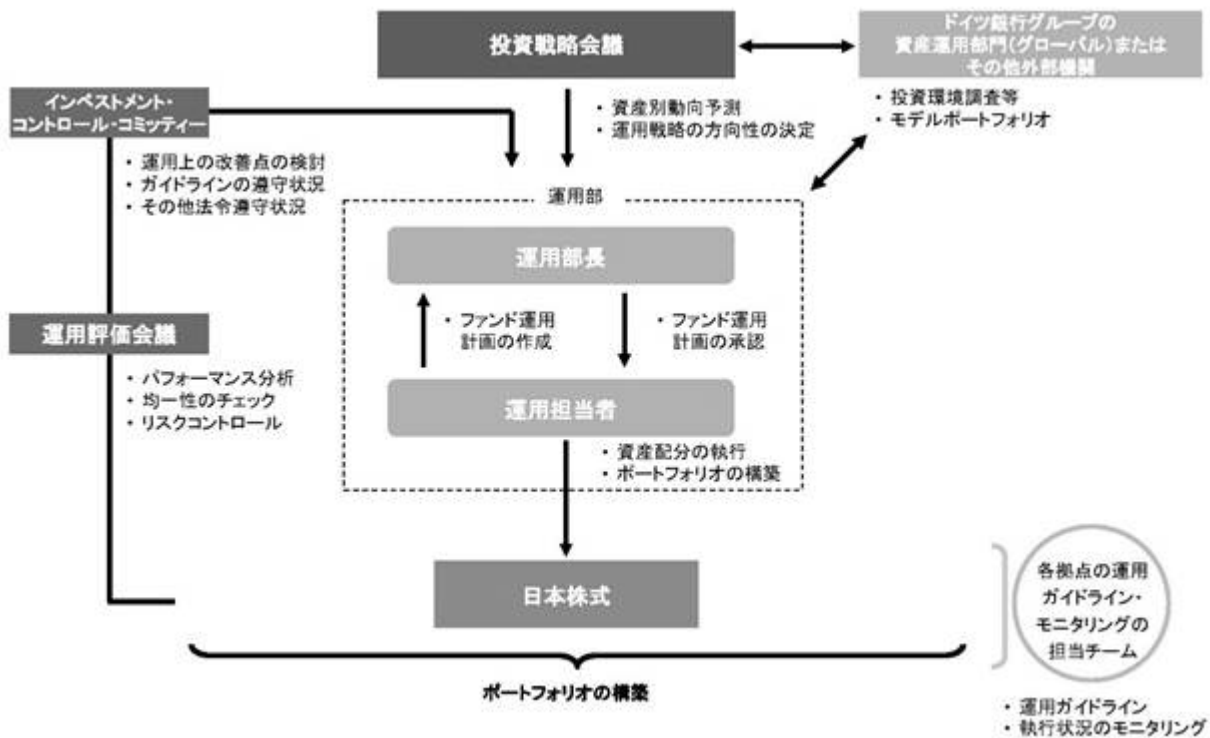 投資戦略会議
ドイツ銀行グループの
資産運用部門(グローバル)または
その他外部機関
・投資環境調査等
・モデルポートフォリオ
・資産別動向予測
・運用戦略の方向性の決定
インベストメント・
コントロール・コミッティー
・運用上の改善点の検討
・ガイドラインの遵守状況
・その他法令遵守状況
運用部
運用部長
・ファンド運用
計画の作成
・ファンド運用
計画の承認
運用評価会議
・パフォーマンス分析
・均一性のチェック
・リスクコントロール
運用担当者
・資産配分の執行
・ポートフォリオの構築
日本株式
各拠点の運用
ガイドライン・
モニタリングの
担当チーム
ポートフォリオの構築
・運用ガイドライン
・執行状況のモニタリング